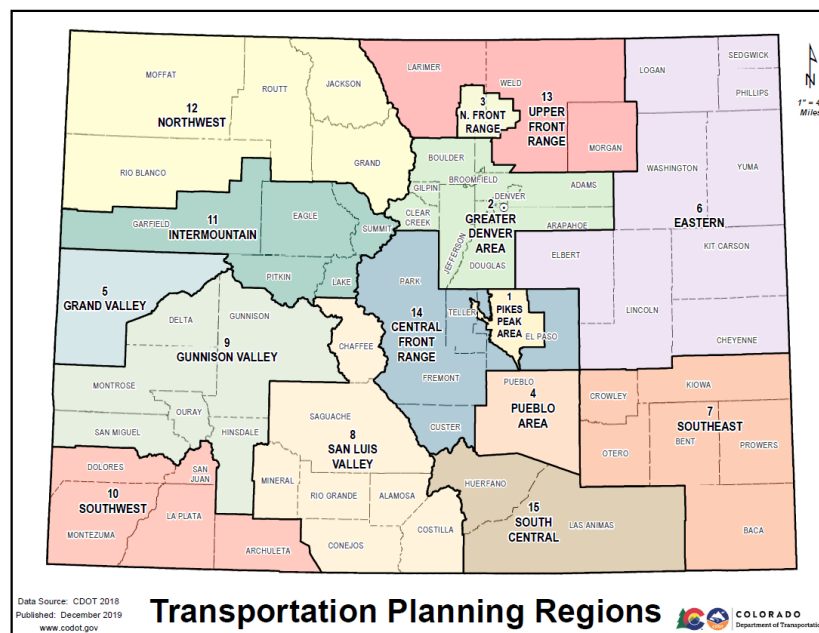 MOFFAT
ROUTT
JACKSON
12
NORTHWEST
RIO BLANCO
GRAND
LARIMER
WELD
3
N. FRONT
RANGE
13
UPPER
FRONT
RANGE
MORGAN
LOGAN
SEDGWICK
PHILLIPS
N
1" = 4
Miles
WASHINGTON
YUMA
6
EASTERN
KIT CARSON
ELBERT
LINCOLN
CHEYENNE
BOULDER
BROOMFIELD
GILPIN
DENVER
ADAMS
CLEAR
CREEK
2
GREATER
DENVER
AREA
ARAPAHOE
JEFFERSON
DOUGLAS
GARFIELD
11
INTERMOUNTAIN
EAGLE
SUMMIT
PITKIN
LAKE
5
GRAND VALLEY
DELTA
GUNNISON
9
GUNNISON VALLEY
MONTROSE
OURAY
SAN MIGUEL
HINSDALE
PARK
TELLER
14
CENTRAL
FRONT
RANGE
FREMONT
CUSTER
1
PIKES
PEAK
AREA
EL PASO
CHAFFEE
SAGUACHE
8
SAN LUIS
VALLEY
MINERAL
RIO GRANDE
ALAMOSA
CONEJOS
COSTILLA
PUEBLO
4
PUEBLO
AREA
CROWLEY
KIOWA
7
SOUTHEAST
OTERO
BENT
PROWERS
BACA
DOLORES
SAN
JUAN
10
SOUTHWEST
MONTEZUMA
LA PLATA
ARCHULETA
HUERFANO
15
SOUTH
CENTRAL
LAS ANIMAS
Data Source: CDOT 2018
Published: December 2019
www.codot.gov
Transportation Planning Regions
COLORADO
Department of Transportatio